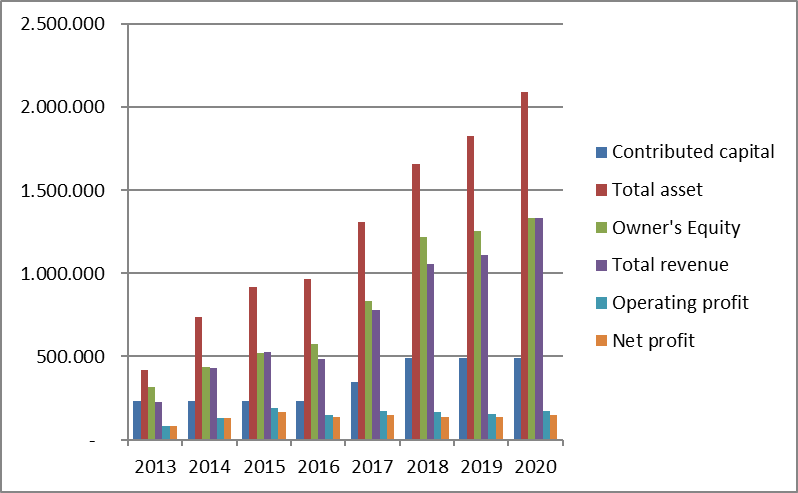 2.500.000
2.000.000
1.500.000
1.000.000
500.000
-
2013 2014 2015 2016 2017 2018 2019 2020
Contributed capital
Total asset
Owner's Equity
Total revenue
Operating profit
Net profit